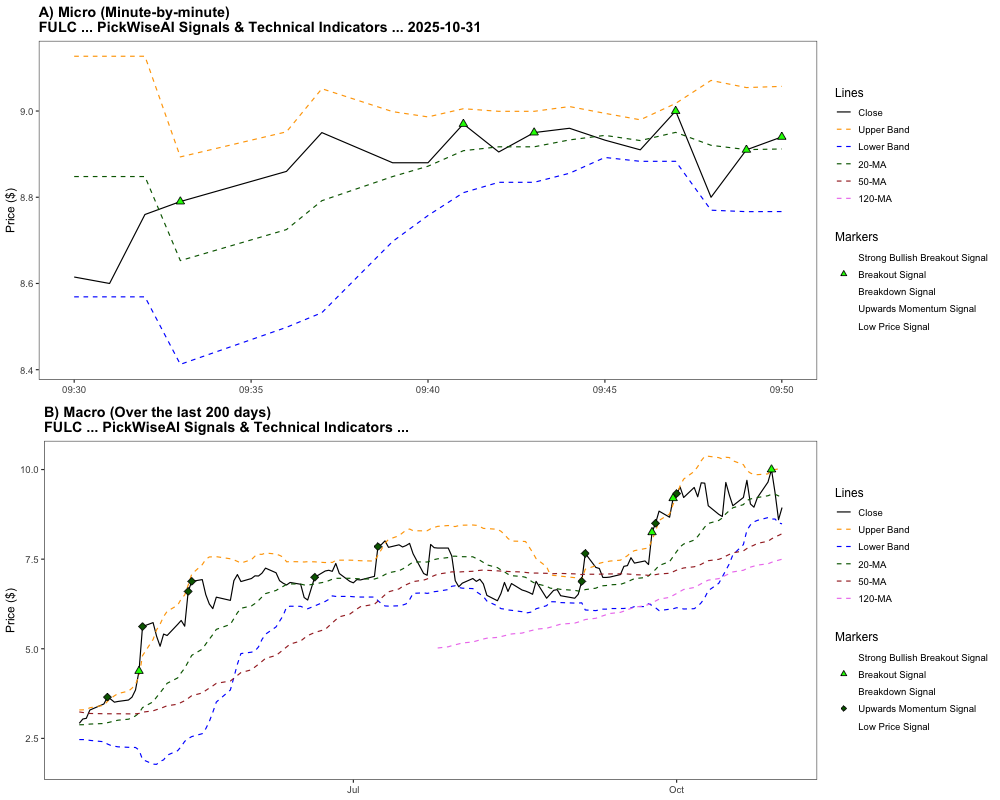 A) Micro (Minute-by-minute)
FULC ... PickWiseAI Signals & Technical Indicators ... 2025-10-31
Price ($)
9.0
8.8
8.6
8.4
09:30
09:35
09:40
09:45
09:50
Lines
Close
Upper Band
Lower Band
20-MA
50-MA
120-MA
Markers
Strong Bullish Breakout Signal
Breakout Signal
Breakdown Signal
Upwards Momentum Signal
Low Price Signal
B) Macro (Over the last 200 days)
FULC ... PickWiseAI Signals & Technical Indicators ...
Price ($)
10.0
7.5
5.0
2.5
Jul
Oct
Lines
Close
Upper Band
Lower Band
20-MA
50-MA
120-MA
Markers
Strong Bullish Breakout Signal
Breakout Signal
Breakdown Signal
Upwards Momentum Signal
Low Price Signal